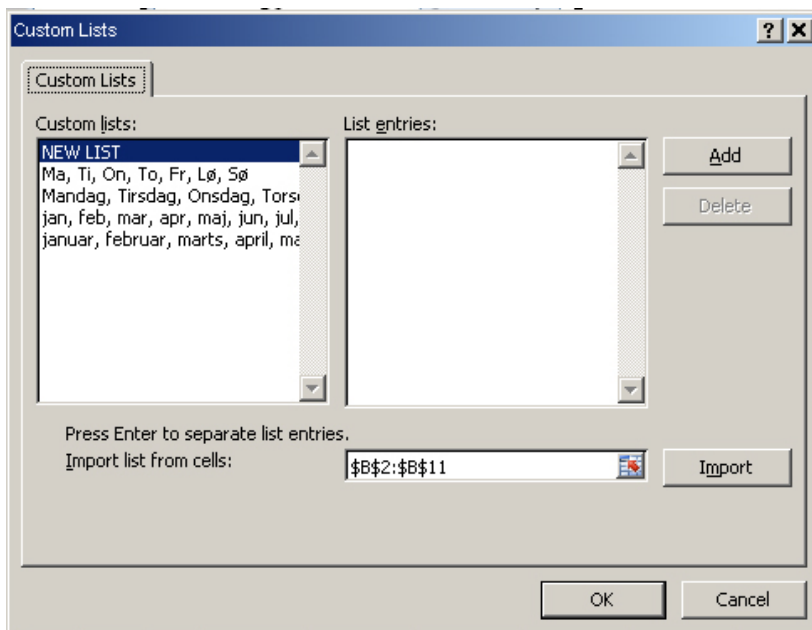 Custom Lists
Custom Lists
Custom lists:
List entries:
NEW LIST
Ma, Ti, On, To, Fr, Lø, Sø
Mandag, Tirsdag, Onsdag, Tors
jan, feb, mar, apr, maj, jun, jul,
januar, februar, marts, april, ma
Add
Delete
Press Enter to separate list entries.
Import list from cells:
$B$2:$B$11
Import
OK
Cancel